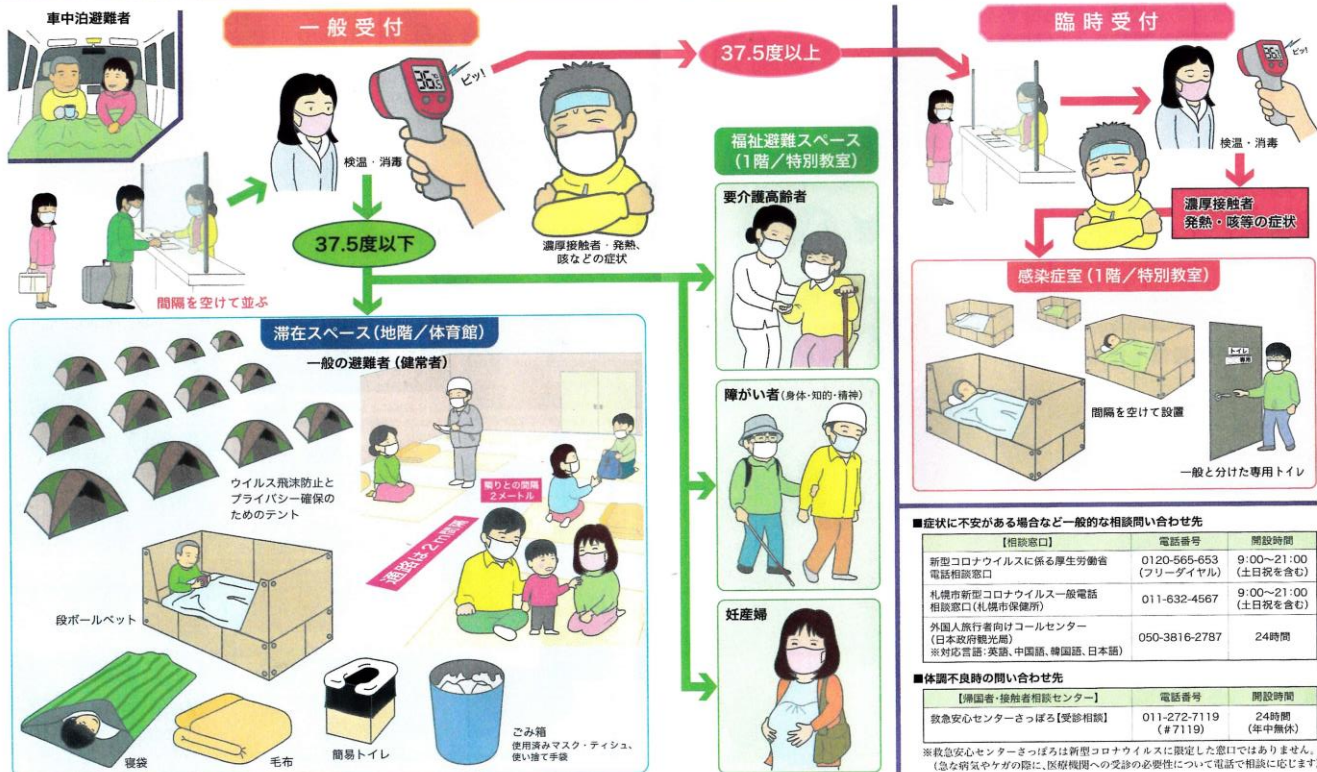 車中泊避難者
一般受付
36.5
ピッ!
検温・消毒
37.5度以上
濃厚接触者・発熱、
咳などの症状
37.5度以下
間隔を空けて並ぶ
滞在スペース(地階/体育館)
一般の避難者(健常者)
ウイルス飛沫防止と
プライバシー確保の
ためのテント
隣りとの間隔
2メートル
通路は2m間隔
段ボールベット
寝袋
毛布
簡易トイレ
ごみ箱
使用済みマスク・ティシュ、
使い捨て手袋
福祉避難スペース
(1階/特別教室)
要介護高齢者
障がい者(身体・知的・精神)
妊産婦
臨時受付
ピッ!
検温・消毒
濃厚接触者
発熱・咳等の症状
感染症室(1階/特別教室)
間隔を空けて設置
トイレ
専用
一般と分けた専用トイレ
■症状に不安がある場合など一般的な相談問い合わせ先
【相談窓口】 電話番号 開設時間
新型コロナウイルスに係る厚生労働省
電話相談窓口 0120-565-653
(フリーダイヤル) 9:00〜21:00
(土日祝を含む)
札幌市新型コロナウイルス一般電話
相談窓口(札幌市保健所) 011-632-4567 9:00〜21:00
(土日祝を含む)
外国人旅行者向けコールセンター
(日本政府観光局)
※対応言語:英語、中国語、韓国語、日本語) 050-3816-2787 24時間
■体調不良時の問い合わせ先
【帰国者・接触者相談センター】 電話番号 開設時間
救急安心センターさっぽろ【受診相談】 011-272-7119
(#7119) 24時間
(年中無休)
※救急安心センターさっぽろは新型コロナウイルスに限定した窓口ではありません。
(急な病気やケガの際に、医療機関への受診の必要性について電話で相談に応じます